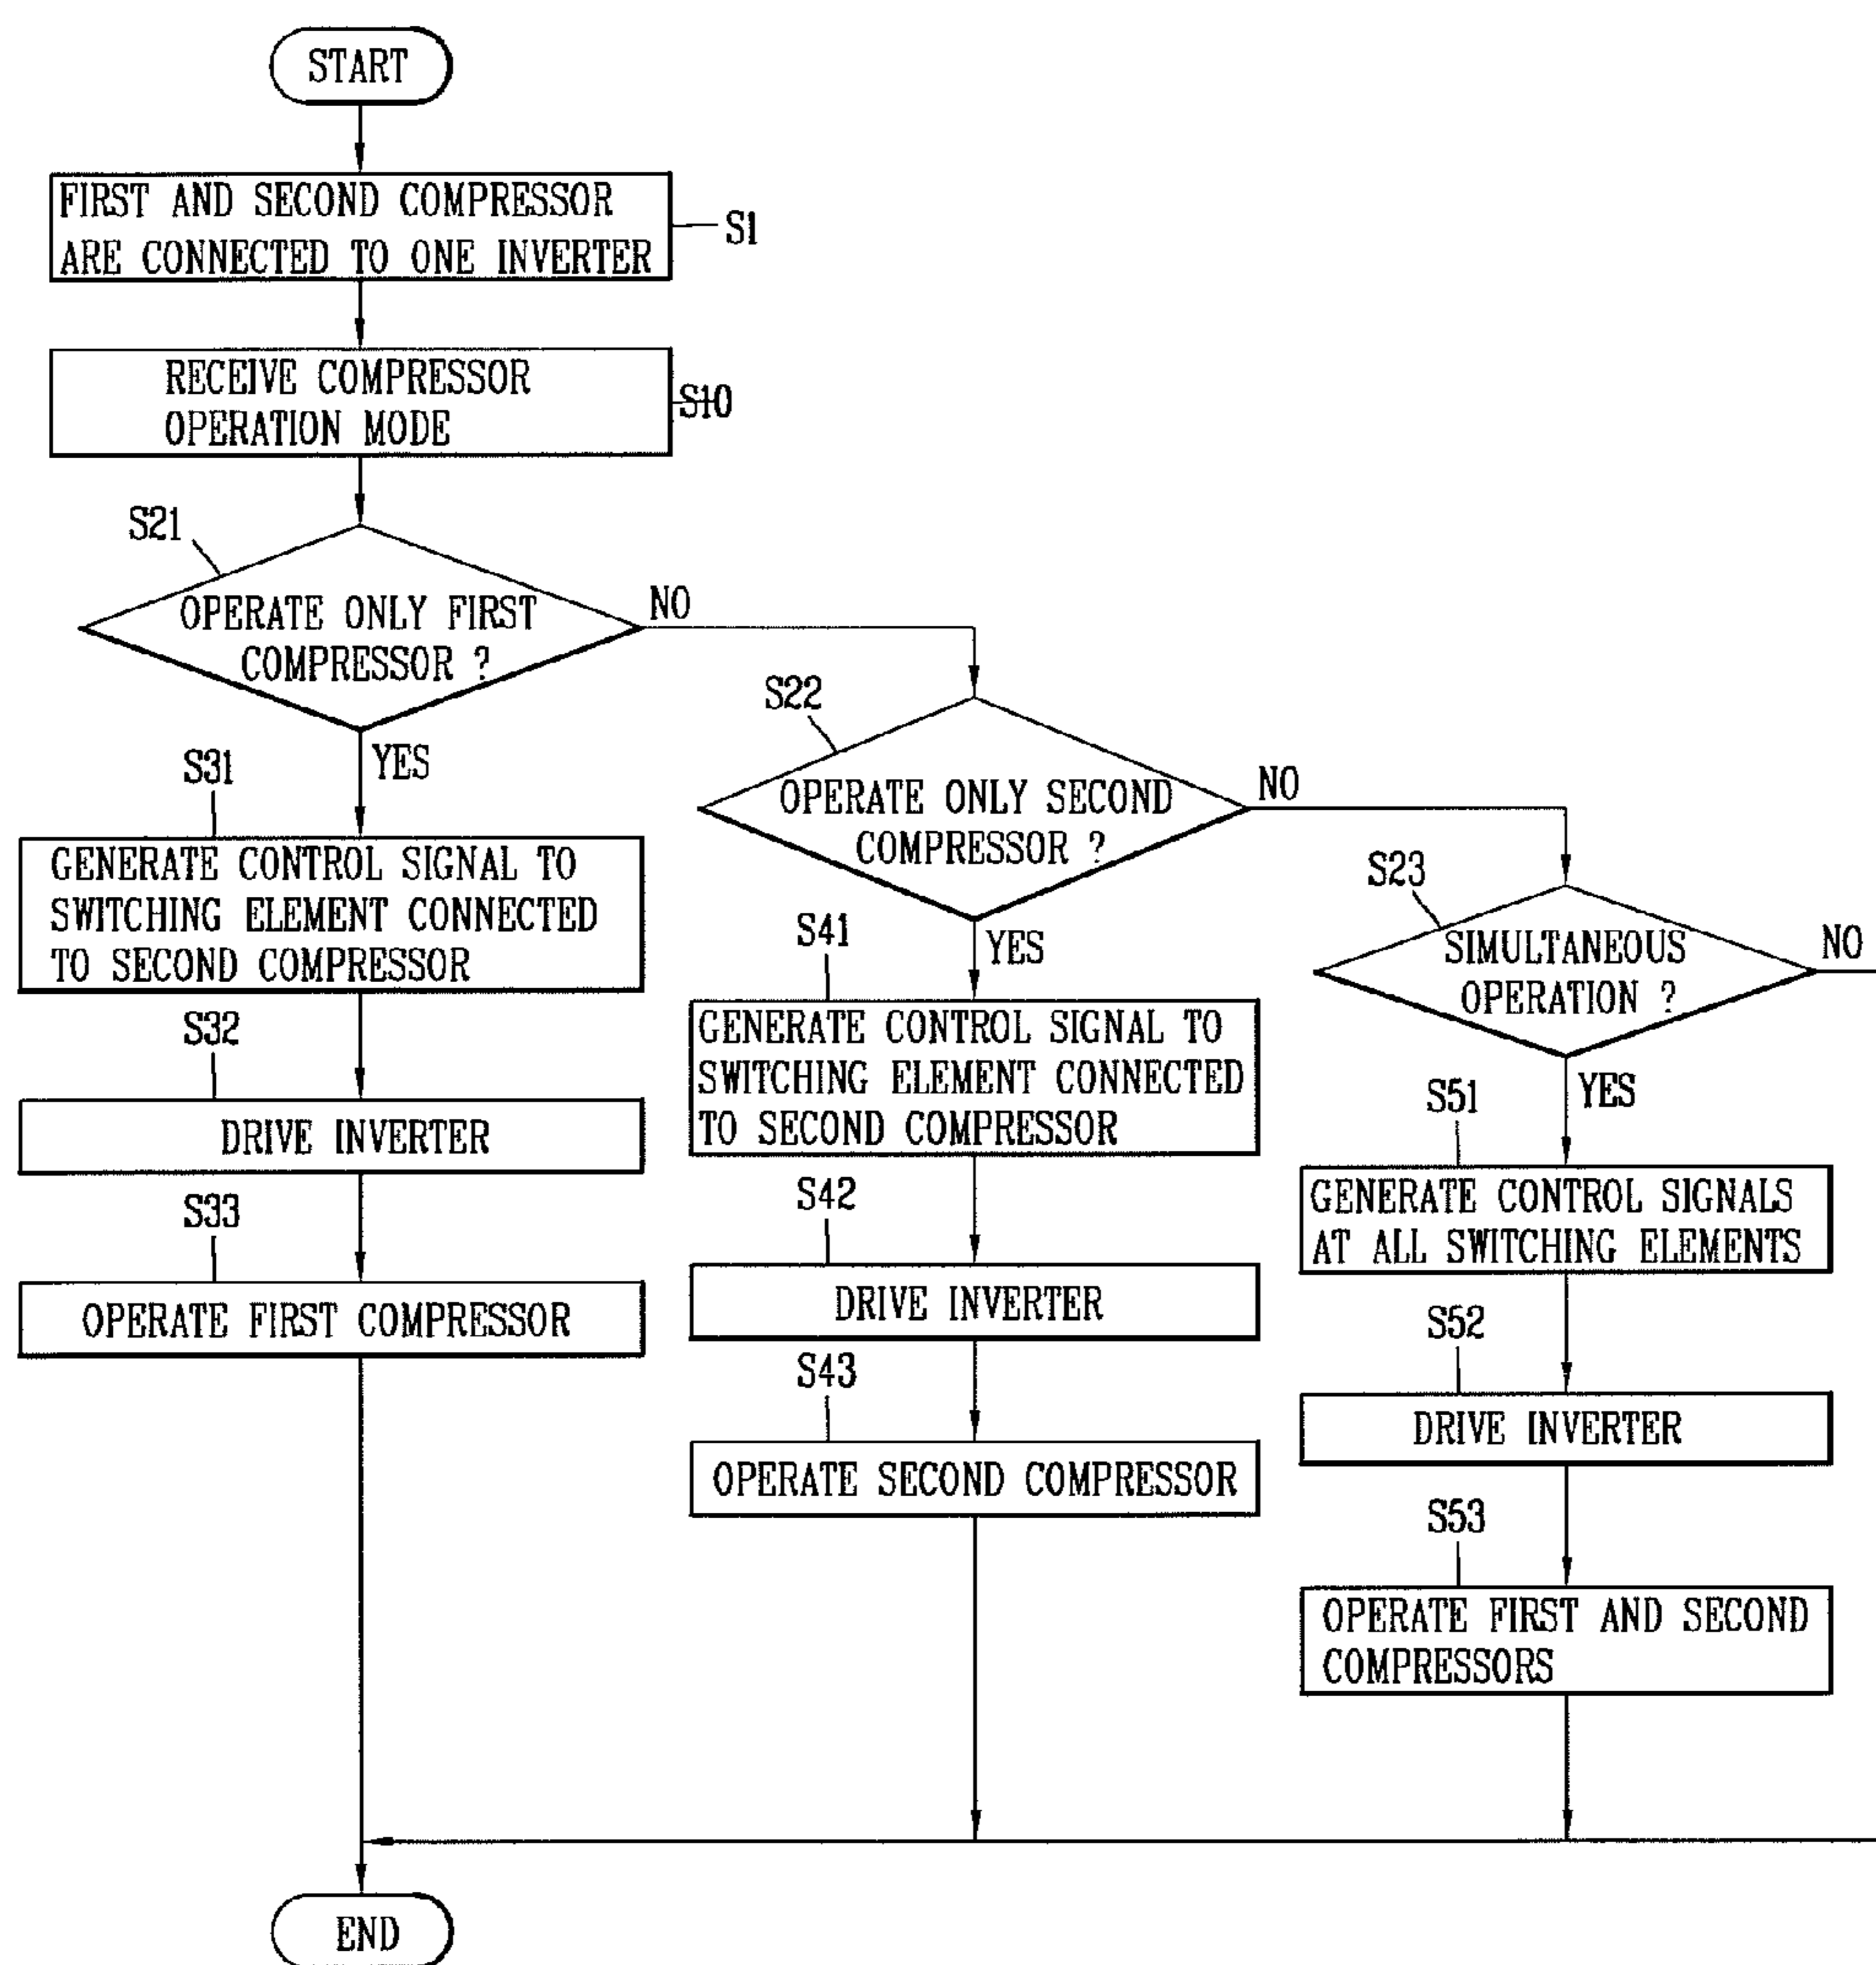 START
FIRST AND SECOND COMPRESSOR
ARE CONNECTED TO ONE INVERTER
S1
RECEIVE COMPRESSOR
OPERATION MODE
S10
S21
OPERATE ONLY FIRST
COMPRESSOR ?
NO
YES
S22
OPERATE ONLY SECOND
COMPRESSOR ?
NO
YES
S23
SIMULTANEOUS
OPERATION ?
NO
YES
S31
GENERATE CONTROL SIGNAL TO
SWITCHING ELEMENT CONNECTED
TO SECOND COMPRESSOR
S32
DRIVE INVERTER
S33
OPERATE FIRST COMPRESSOR
S41
GENERATE CONTROL SIGNAL TO
SWITCHING ELEMENT CONNECTED
TO SECOND COMPRESSOR
S42
DRIVE INVERTER
S43
OPERATE SECOND COMPRESSOR
S51
GENERATE CONTROL SIGNALS
AT ALL SWITCHING ELEMENTS
S52
DRIVE INVERTER
S53
OPERATE FIRST AND SECOND
COMPRESSORS
END